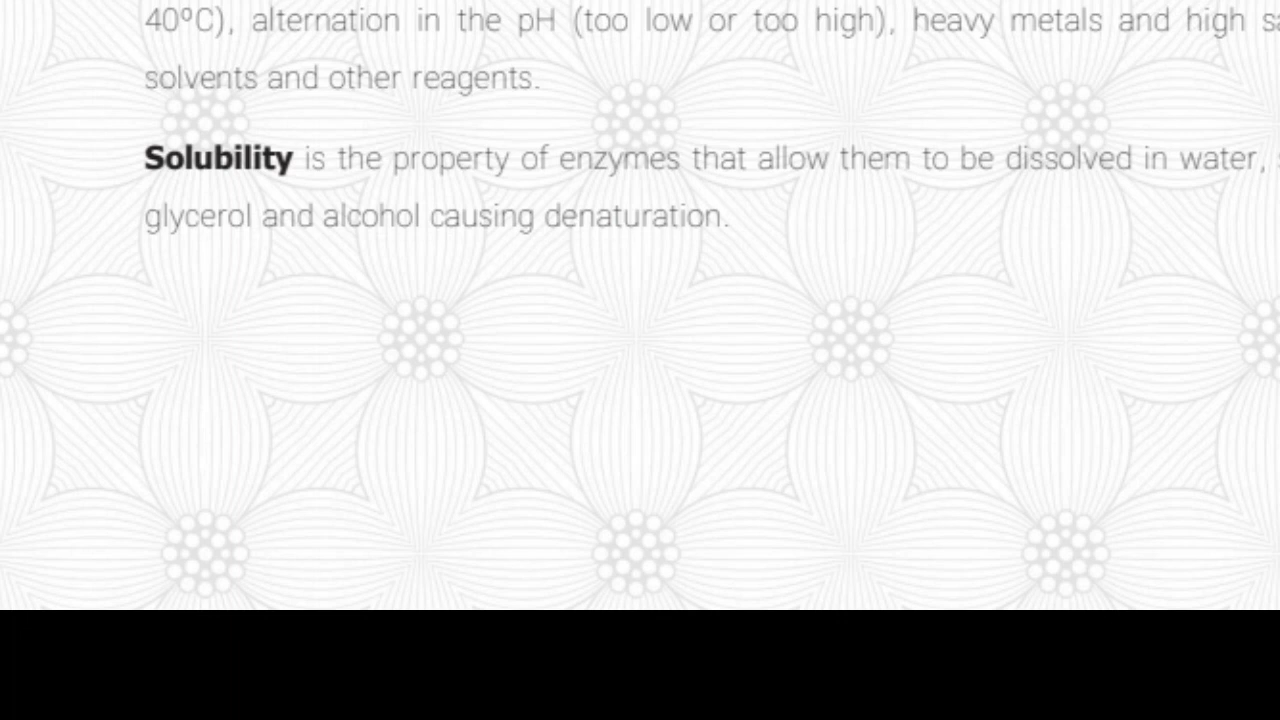 40ºC), alternation in the pH (too low or too high), heavy metals and high
solvents and other reagents.
Solubility is the property of enzymes that allow them to be dissolved in water,
glycerol and alcohol causing denaturation.